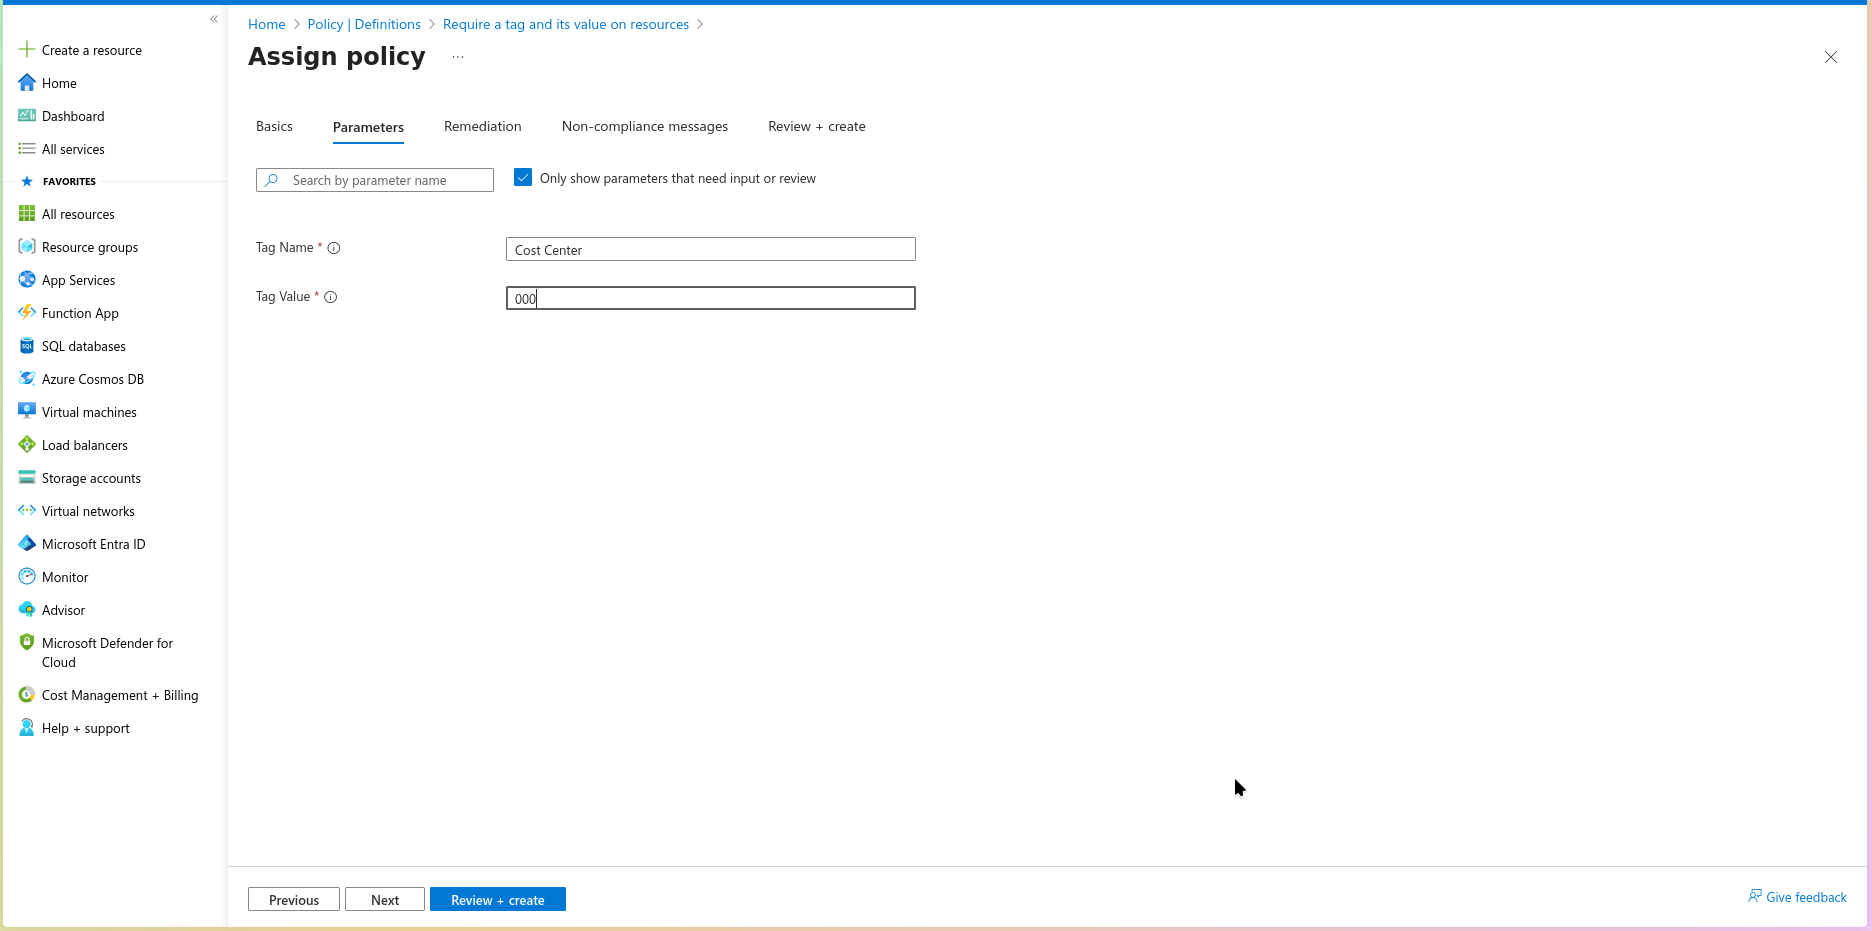 Create a resource
Home
Dashboard
All services
FAVORITES
All resources
Resource groups
App Services
Function App
SQL databases
Azure Cosmos DB
Virtual machines
Load balancers
Storage accounts
Virtual networks
Microsoft Entra ID
Monitor
Advisor
Microsoft Defender for
Cloud
Cost Management + Billing
Help + support
Home > Policy | Definitions > Require a tag and its value on resources >
Assign policy ...
Basics Parameters Remediation Non-compliance messages Review + create
Search by parameter name Only show parameters that need input or review
Tag Name * Cost Center
Tag Value * 000
Previous Next Review + create
Give feedback